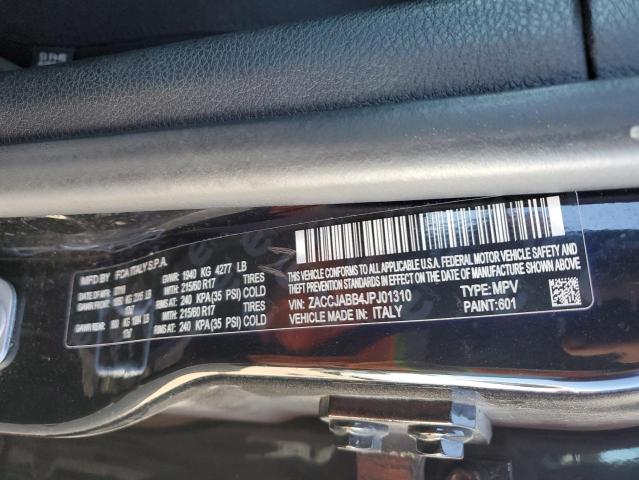 MFD BY FCA ITALY S.P.A.
GVWR: 1940 KG 4277 LB
TIRES
WITH: 215/60 R17
RIMS AT: 240 KPA(35 PSI) COLD
TIRES
WITH: 215/60 R17
RIMS AT: 240 KPA(35 PSI) COLD
THIS VEHICLE CONFORMS TO ALL APPLICABLE U.S.A. FEDERAL MOTOR VEHICLE SAFETY AND
THEFT PREVENTION STANDARDS IN EFFECT ON THE DATE OF MANUFACTURE SHOWN ABOVE
VIN: ZACCJABB4JPJ01310 TYPE: MPV
VEHICLE MADE IN: ITALY PAINT: 601